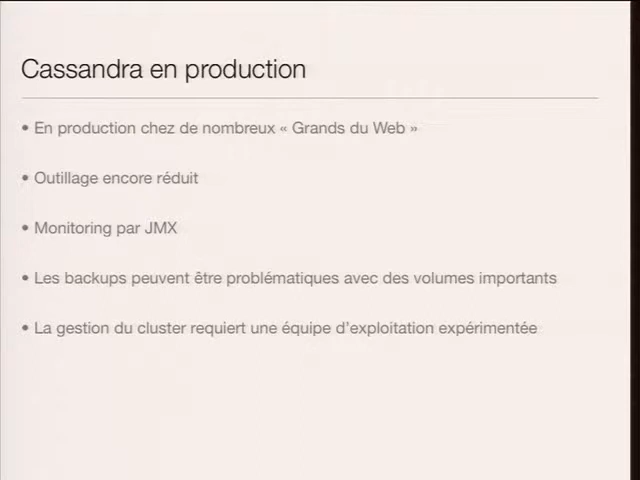 Cassandra en production
• En production chez de nombreux « Grands du Web »
• Outillage encore réduit
• Monitoring par JMX
• Les backups peuvent être problématiques avec des volumes importants
• La gestion du cluster requiert une équipe d'exploitation expérimentée